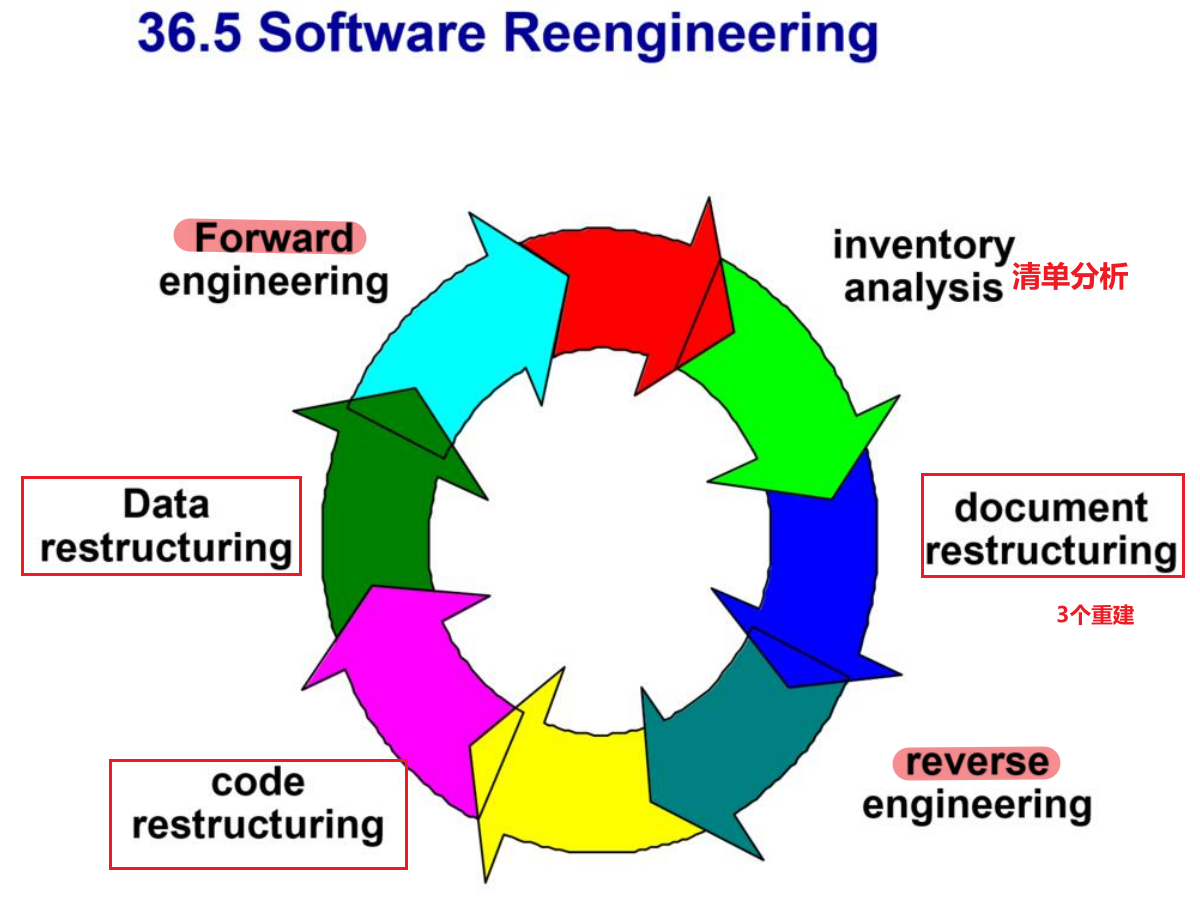 36.5 Software Reengineering
Forward
engineering
inventory
analysis
清单分析
Data
restructuring
document
restructuring
3个重建
code
restructuring
reverse
engineering